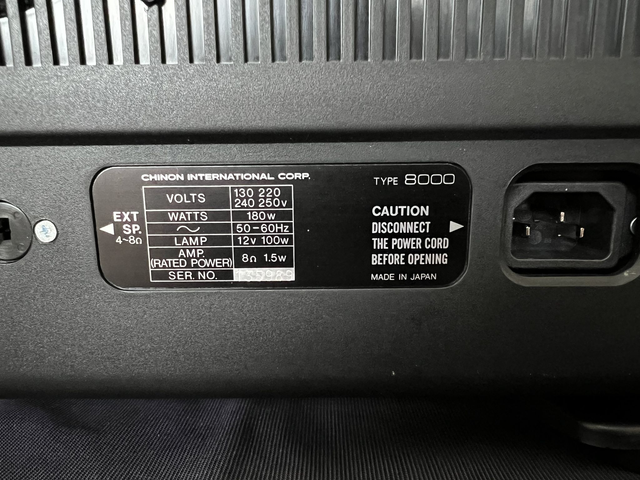 CHINON INTERNATIONAL CORP.
TYPE 8000
VOLTS 130 220
240 250v
WATTS 180w
～ 50-60Hz
LAMP 12v 100w
AMP.
(RATED POWER) 8Ω 1.5w
SER. NO.
EXT
SP.
4~8Ω
CAUTION
DISCONNECT
THE POWER CORD
BEFORE OPENING
MADE IN JAPAN